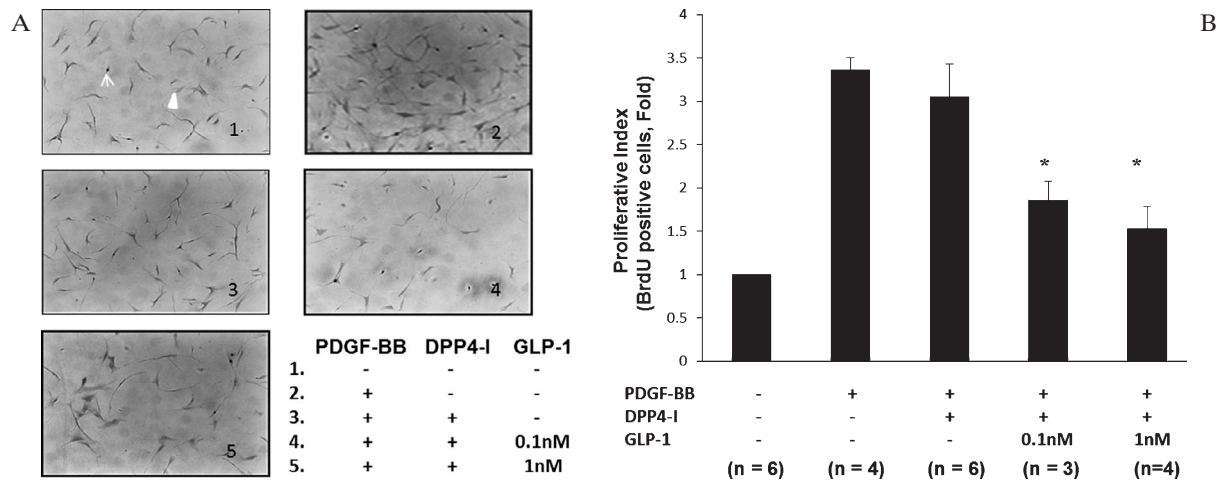 A
1
2
3
4
5
PDGF-BB DPP4-I GLP-1
1. - - -
2. + - -
3. + + -
4. + + 0.1nM
5. + + 1nM
B
Proliferative Index
(BrdU positive cells, Fold)
4
3.5
3
2.5
2
1.5
1
0.5
0
* *
PDGF-BB - + + + +
DPP4-I - - + + +
GLP-1 - - - 0.1nM 1nM
(n = 6) (n = 4) (n = 6) (n = 3) (n=4)